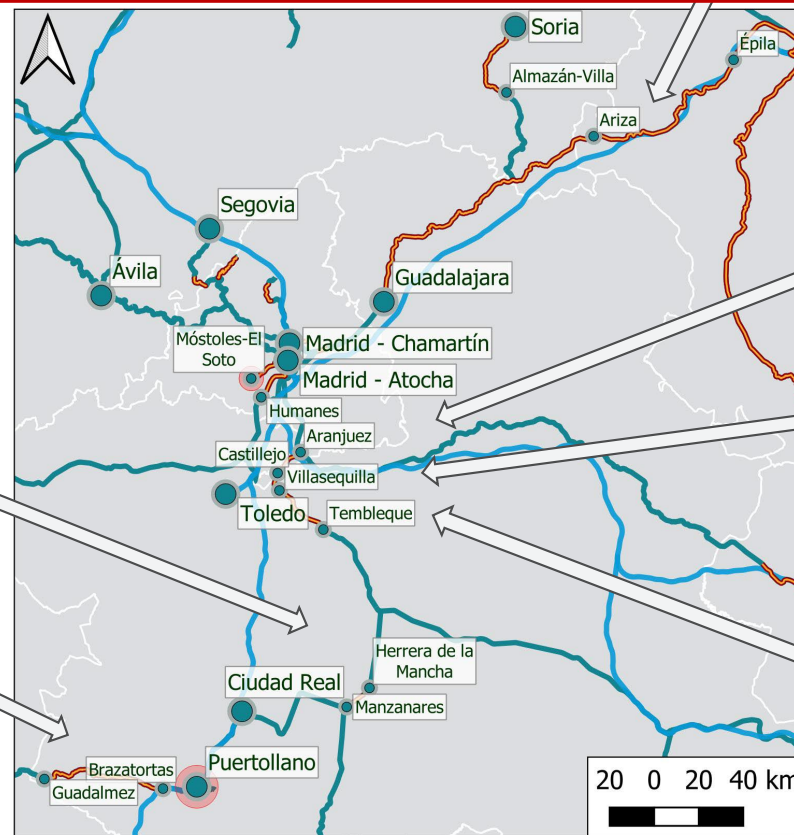 Soria
Épila
Almazán-Villa
Ariza
Segovia
Ávila
Guadalajara
Móstoles-El
Soto
Madrid - Chamartín
Madrid - Atocha
Humanes
Aranjuez
Castillejo
Villasequilla
Toledo
Tembleque
Herrera de la
Mancha
Ciudad Real
Manzanares
Puertollano
Brazatortas
Guadalmez
20 0 20 40 km